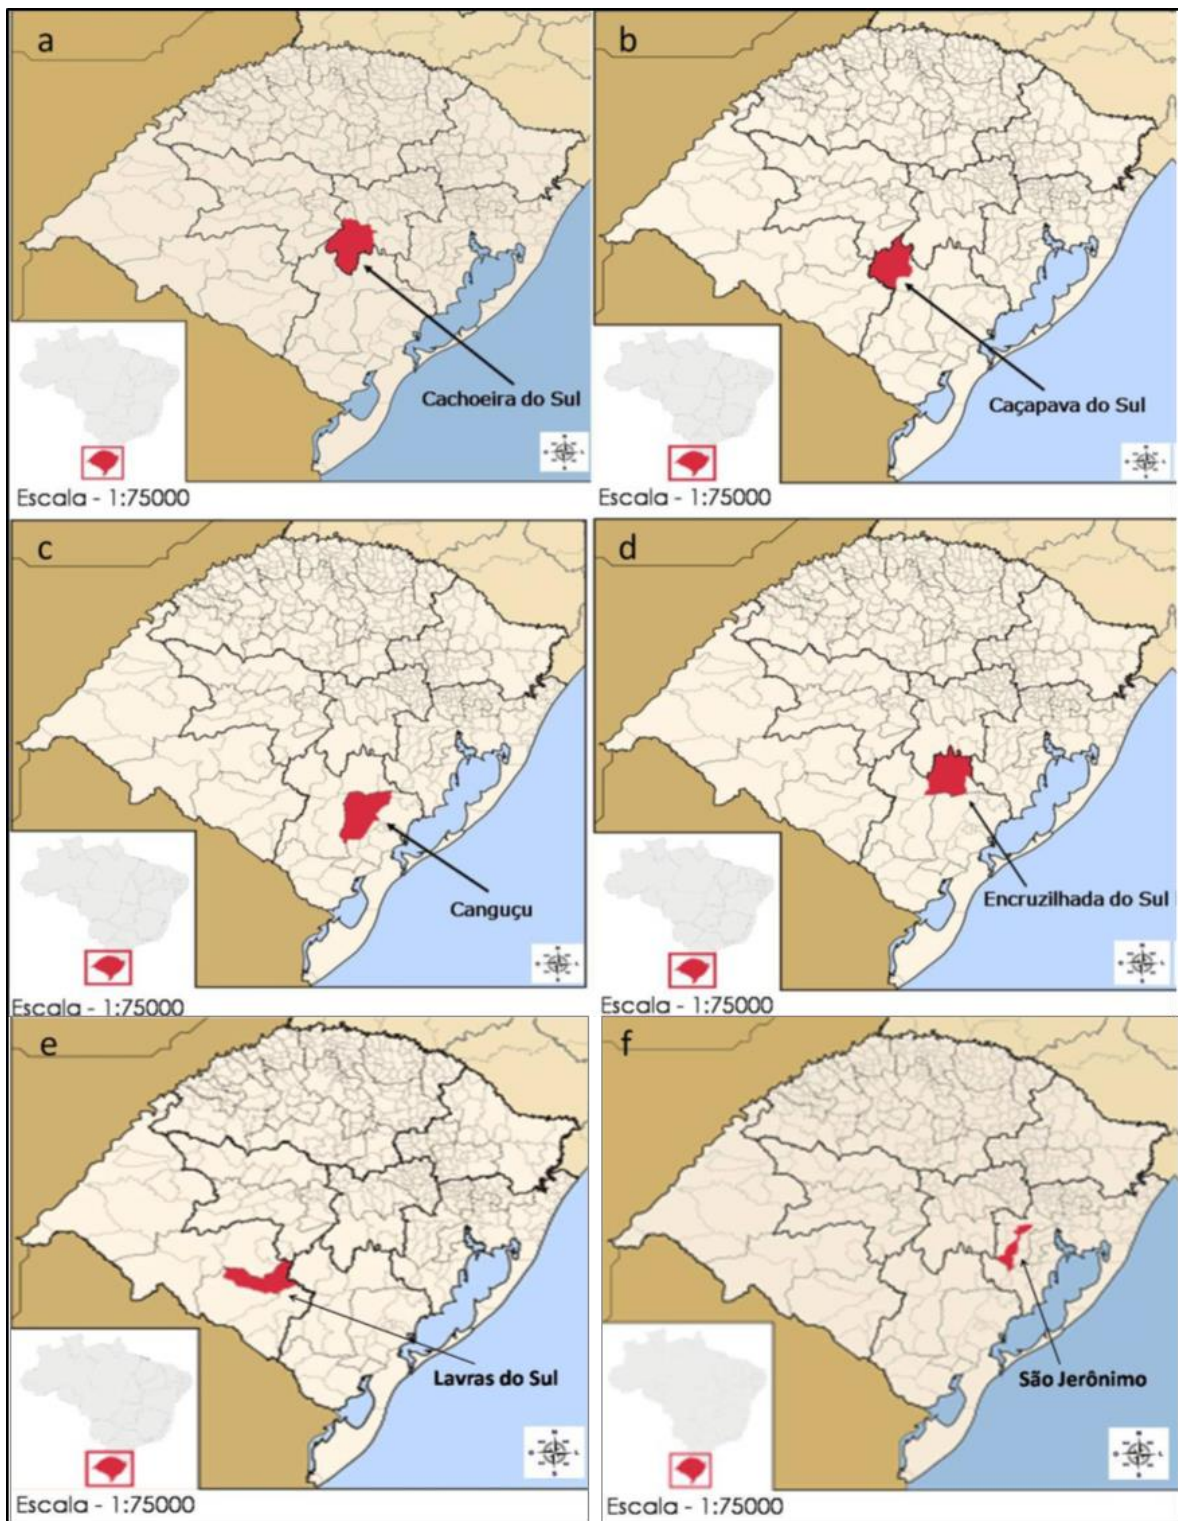 a
Cachoeira do Sul
Escala - 1:75000
b
Caçapava do Sul
Escala - 1:75000
c
Canguçu
Escala - 1:75000
d
Encruzilhada do Sul
Escala - 1:75000
e
Lavras do Sul
Escala - 1:75000
f
São Jerônimo
Escala - 1:75000